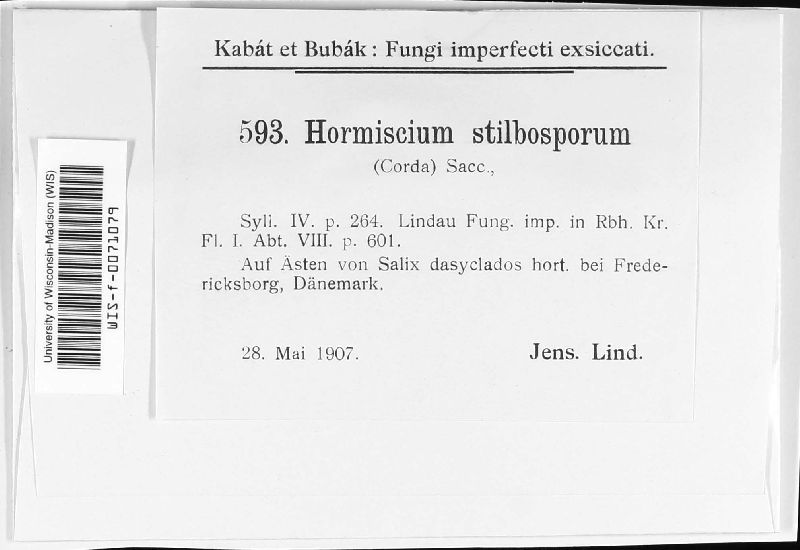 Kabát et Bubák : Fungi imperfecti exsiccati.
593. Hormiscium stilbosporum
(Corda) Sacc.,
Syll. IV. p. 264. Lindau Fung. imp. in Rbh. Kr.
Fl. I. Abt. VIII. p. 601.
Auf Ästen von Salix dasyclados hort. bei Frede-
ricksborg, Dänemark.
28. Mai 1907.
Jens. Lind.
University of Wisconsin-Madison (WIS)
WIS-f-0071079